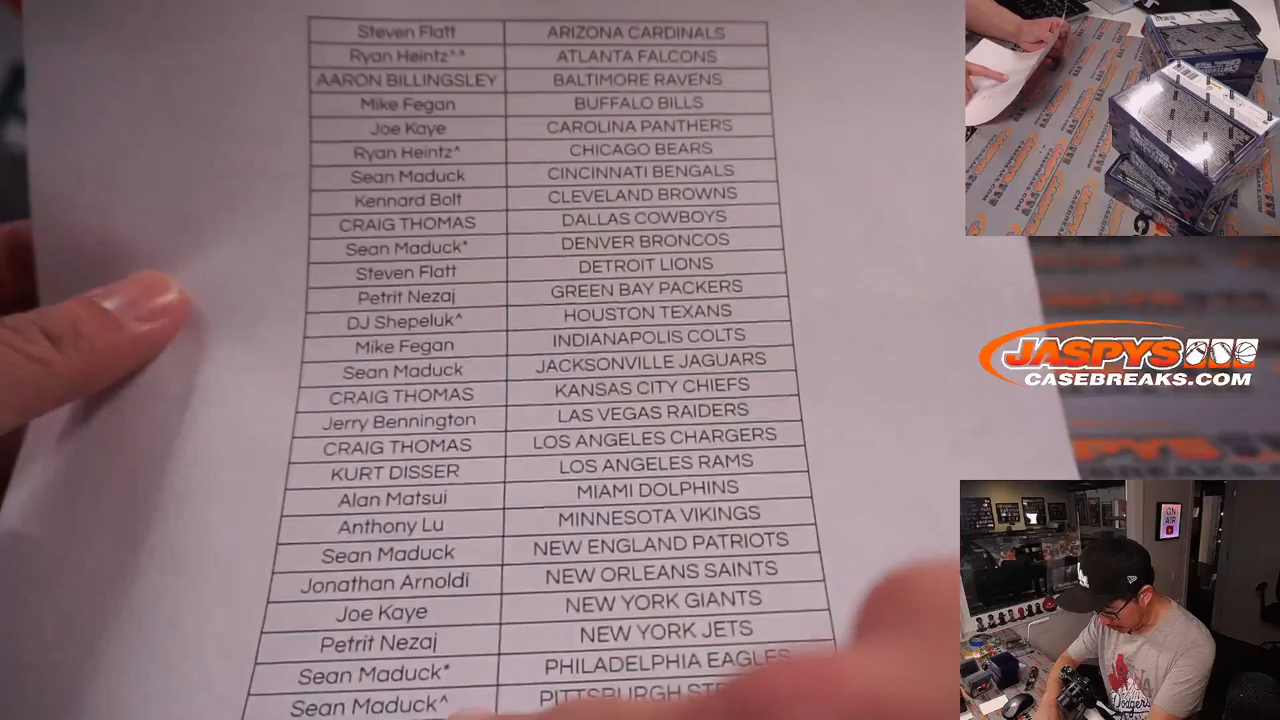 Steven Flatt ARIZONA CARDINALS
Ryan Heintz^^ ATLANTA FALCONS
AARON BILLINGSLEY BALTIMORE RAVENS
Mike Fegan BUFFALO BILLS
Joe Kaye CAROLINA PANTHERS
Ryan Heintz^ CHICAGO BEARS
Sean Maduck CINCINNATI BENGALS
Kennard Bolt CLEVELAND BROWNS
CRAIG THOMAS DALLAS COWBOYS
Sean Maduck* DENVER BRONCOS
Steven Flatt DETROIT LIONS
Petrit Nezaj GREEN BAY PACKERS
DJ Shepeluk^ HOUSTON TEXANS
Mike Fegan INDIANAPOLIS COLTS
Sean Maduck JACKSONVILLE JAGUARS
CRAIG THOMAS KANSAS CITY CHIEFS
Jerry Bennington LAS VEGAS RAIDERS
CRAIG THOMAS LOS ANGELES CHARGERS
KURT DISSER LOS ANGELES RAMS
Alan Matsui MIAMI DOLPHINS
Anthony Lu MINNESOTA VIKINGS
Sean Maduck NEW ENGLAND PATRIOTS
Jonathan Arnoldi NEW ORLEANS SAINTS
Joe Kaye NEW YORK GIANTS
Petrit Nezaj NEW YORK JETS
Sean Maduck* PHILADELPHIA EAGLES
Sean Maduck^ PITTSBURGH
JASPYS
CASEBREAKS.COM
ON
AIR
Dodgers